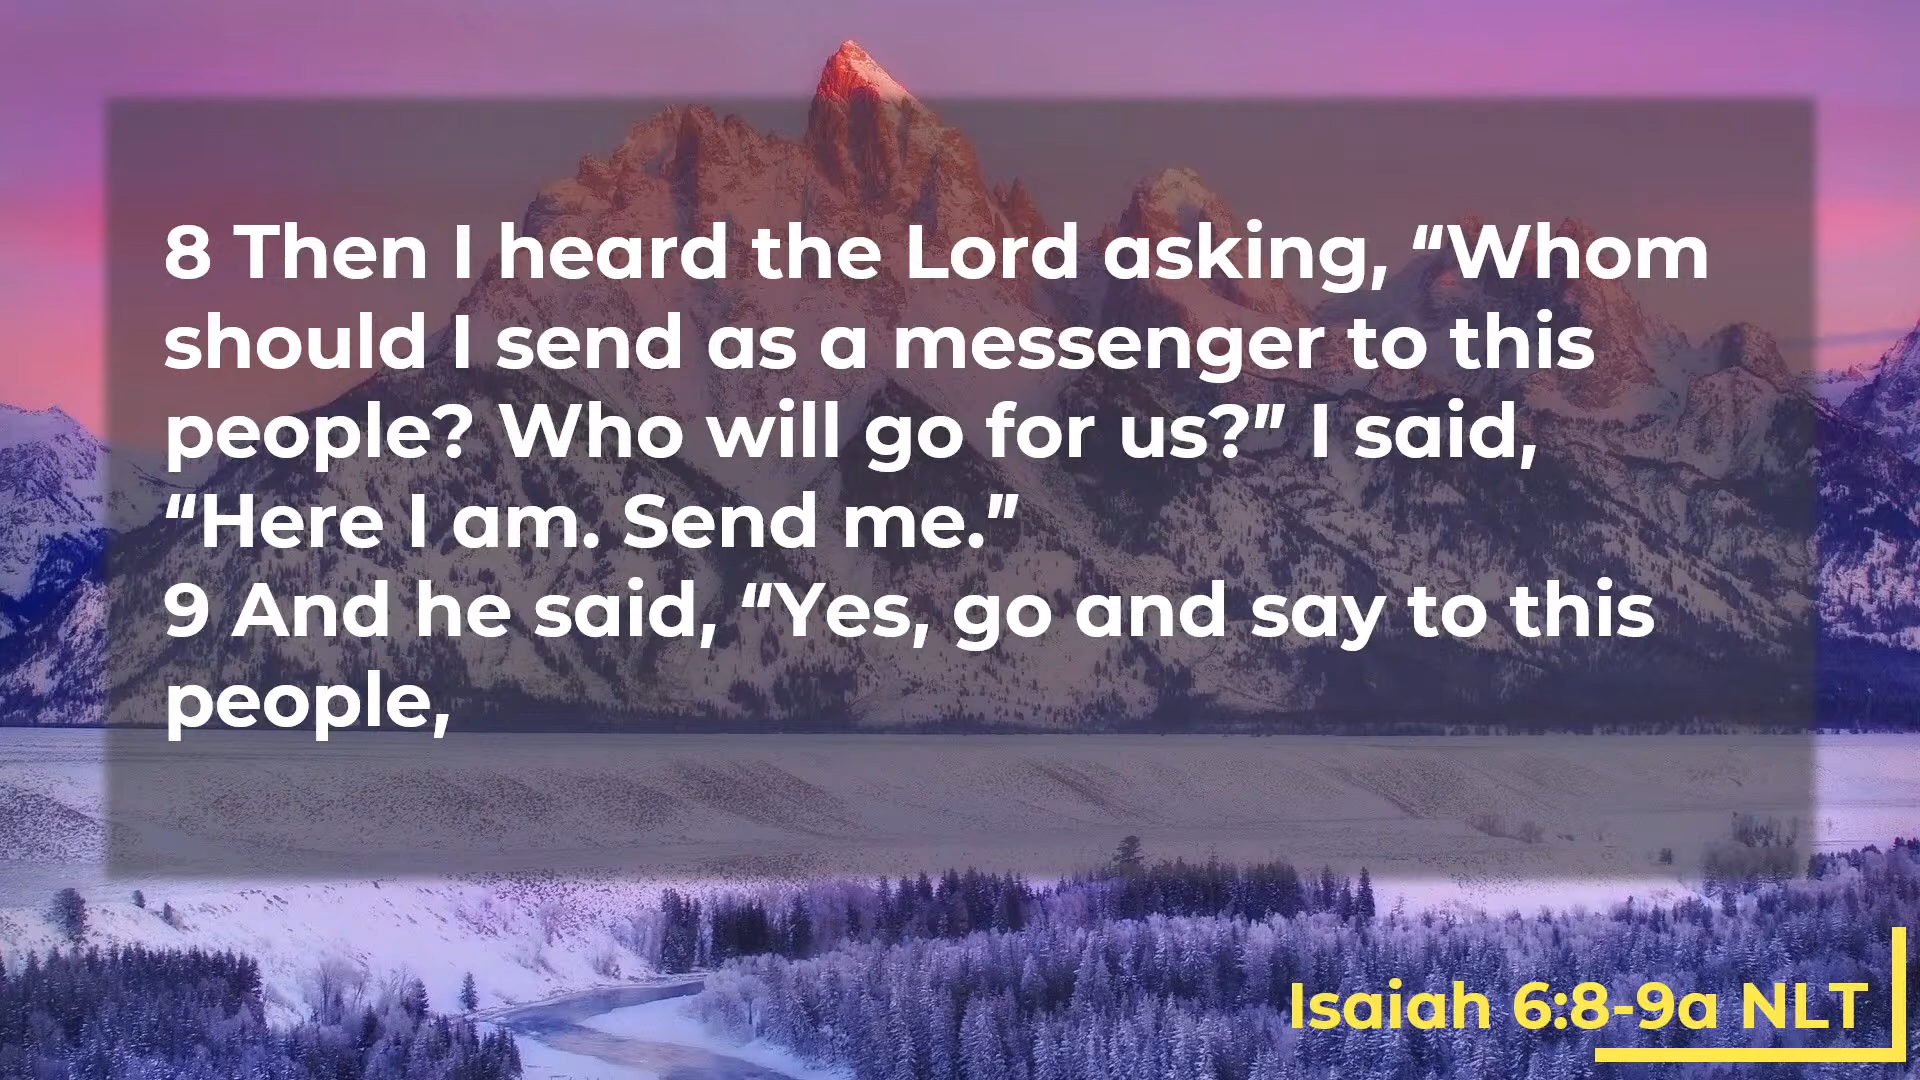 8 Then I heard the Lord asking, “Whom
should I send as a messenger to this
people? Who will go for us?” I said,
“Here I am. Send me.”
9 And he said, “Yes, go and say to this
people,
Isaiah 6:8-9a NLT